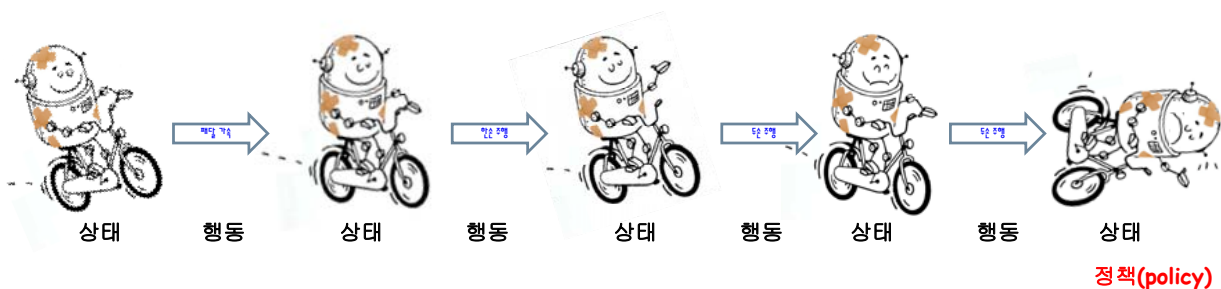 페달 가속
한손 주행
두손 주행
두손 주행
상태 행동 상태 행동 상태 행동 상태 행동 상태
정책(policy)